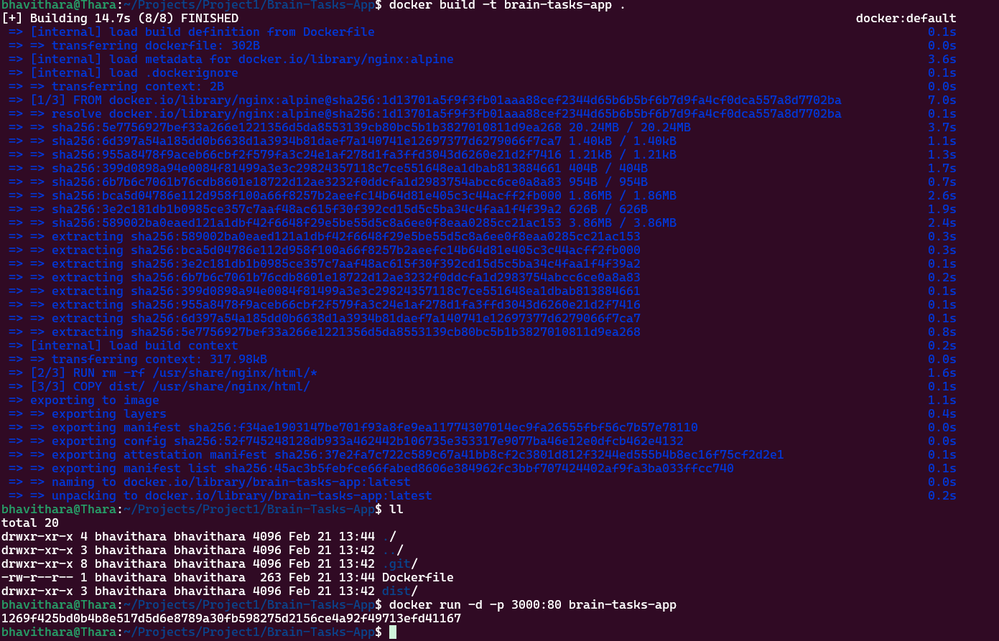 bhavithara@Thara:~/Projects/Project1/Brain-Tasks-App$ docker build -t brain-tasks-app .
[+] Building 14.7s (8/8) FINISHED docker:default
=> [internal] load build definition from Dockerfile 0.1s
=> => transferring dockerfile: 302B 0.0s
=> [internal] load metadata for docker.io/library/nginx:alpine 3.6s
=> [internal] load .dockerignore 0.1s
=> => transferring context: 2B 0.0s
=> [1/3] FROM docker.io/library/nginx:alpine@sha256:1d13701a5f9f3fb01aaa88cef2344d65b6b5bf6b7d9fa4cf0dca557a8d7702ba 7.0s
=> => resolve docker.io/library/nginx:alpine@sha256:1d13701a5f9f3fb01aaa88cef2344d65b6b5bf6b7d9fa4cf0dca557a8d7702ba 0.1s
=> => sha256:5e7756927bef33a266e1221356d5da8553139cb80bc5b1b3827010811d9ea268 20.24MB / 20.24MB 3.7s
=> => sha256:6d397a54a185dd0b6638d1a3934b81daef7a140741e12697377d6279066f7ca7 1.40kB / 1.40kB 1.1s
=> => sha256:955a8478f9aceb66cbf2f579fa3c24e1af278d1fa3ffd3043d6260e21d2f7416 1.21kB / 1.21kB 1.3s
=> => sha256:399d0898a94e0084f81499a3e3c29824357118c7ce551648ea1dbab813884661 404B / 404B 1.7s
=> => sha256:6b7b6c7061b76cdb8601e18722d12ae3232f0ddcfa1d2983754abcc6ce0a8a83 954B / 954B 0.7s
=> => sha256:bca5d04786e112d958f100a66f8257b2aeefc14b64d81e405c3c44acff2fb000 1.86MB / 1.86MB 2.6s
=> => sha256:3e2c181db1b0985ce357c7aaf48ac615f30f392cd15d5c5ba34c4faa1f4f39a2 626B / 626B 1.9s
=> => sha256:589002ba0eaed121a1dbf42f6648f29e5be55d5c8a6ee0f8eaa0285cc21ac153 3.86MB / 3.86MB 2.4s
=> => extracting sha256:589002ba0eaed121a1dbf42f6648f29e5be55d5c8a6ee0f8eaa0285cc21ac153 0.3s
=> => extracting sha256:bca5d04786e112d958f100a66f8257b2aeefc14b64d81e405c3c44acff2fb000 0.3s
=> => extracting sha256:3e2c181db1b0985ce357c7aaf48ac615f30f392cd15d5c5ba34c4faa1f4f39a2 0.1s
=> => extracting sha256:6b7b6c7061b76cdb8601e18722d12ae3232f0ddcfa1d2983754abcc6ce0a8a83 0.2s
=> => extracting sha256:399d0898a94e0084f81499a3e3c29824357118c7ce551648ea1dbab813884661 0.1s
=> => extracting sha256:955a8478f9aceb66cbf2f579fa3c24e1af278d1fa3ffd3043d6260e21d2f7416 0.1s
=> => extracting sha256:6d397a54a185dd0b6638d1a3934b81daef7a140741e12697377d6279066f7ca7 0.1s
=> => extracting sha256:5e7756927bef33a266e1221356d5da8553139cb80bc5b1b3827010811d9ea268 0.8s
=> [internal] load build context 0.2s
=> => transferring context: 317.98kB 0.0s
=> [2/3] RUN rm -rf /usr/share/nginx/html/* 1.6s
=> [3/3] COPY dist/ /usr/share/nginx/html/ 0.1s
=> exporting to image 1.1s
=> => exporting layers 0.4s
=> => exporting manifest sha256:f34ae1903147be701f93a8fe9ea11774307014ec9fa26555fbf56c7b57e78110 0.0s
=> => exporting config sha256:52f745248128db933a462442b106735e353317e9077ba46e12e0dfcb462e4132 0.0s
=> => exporting attestation manifest sha256:37e2fa7c722c589c67a41bb8cf2c3801d812f3244ed555b4b8ec16f75cf2d2e1 0.1s
=> => exporting manifest list sha256:45ac3b5febfce66fabed8606e384962fc3bbf707424402af9fa3ba033ffcc740 0.1s
=> => naming to docker.io/library/brain-tasks-app:latest 0.0s
=> => unpacking to docker.io/library/brain-tasks-app:latest 0.2s
bhavithara@Thara:~/Projects/Project1/Brain-Tasks-App$ ll
total 20
drwxr-xr-x 4 bhavithara bhavithara 4096 Feb 21 13:44 ./
drwxr-xr-x 3 bhavithara bhavithara 4096 Feb 21 13:42 ../
drwxr-xr-x 8 bhavithara bhavithara 4096 Feb 21 13:42 .git/
-rw-r--r-- 1 bhavithara bhavithara 263 Feb 21 13:44 Dockerfile
drwxr-xr-x 3 bhavithara bhavithara 4096 Feb 21 13:42 dist/
bhavithara@Thara:~/Projects/Project1/Brain-Tasks-App$ docker run -d -p 3000:80 brain-tasks-app
1269f425bd0b4b8e517d5d6e8789a30fb598275d2156ce4a92f49713efd41167
bhavithara@Thara:~/Projects/Project1/Brain-Tasks-App$